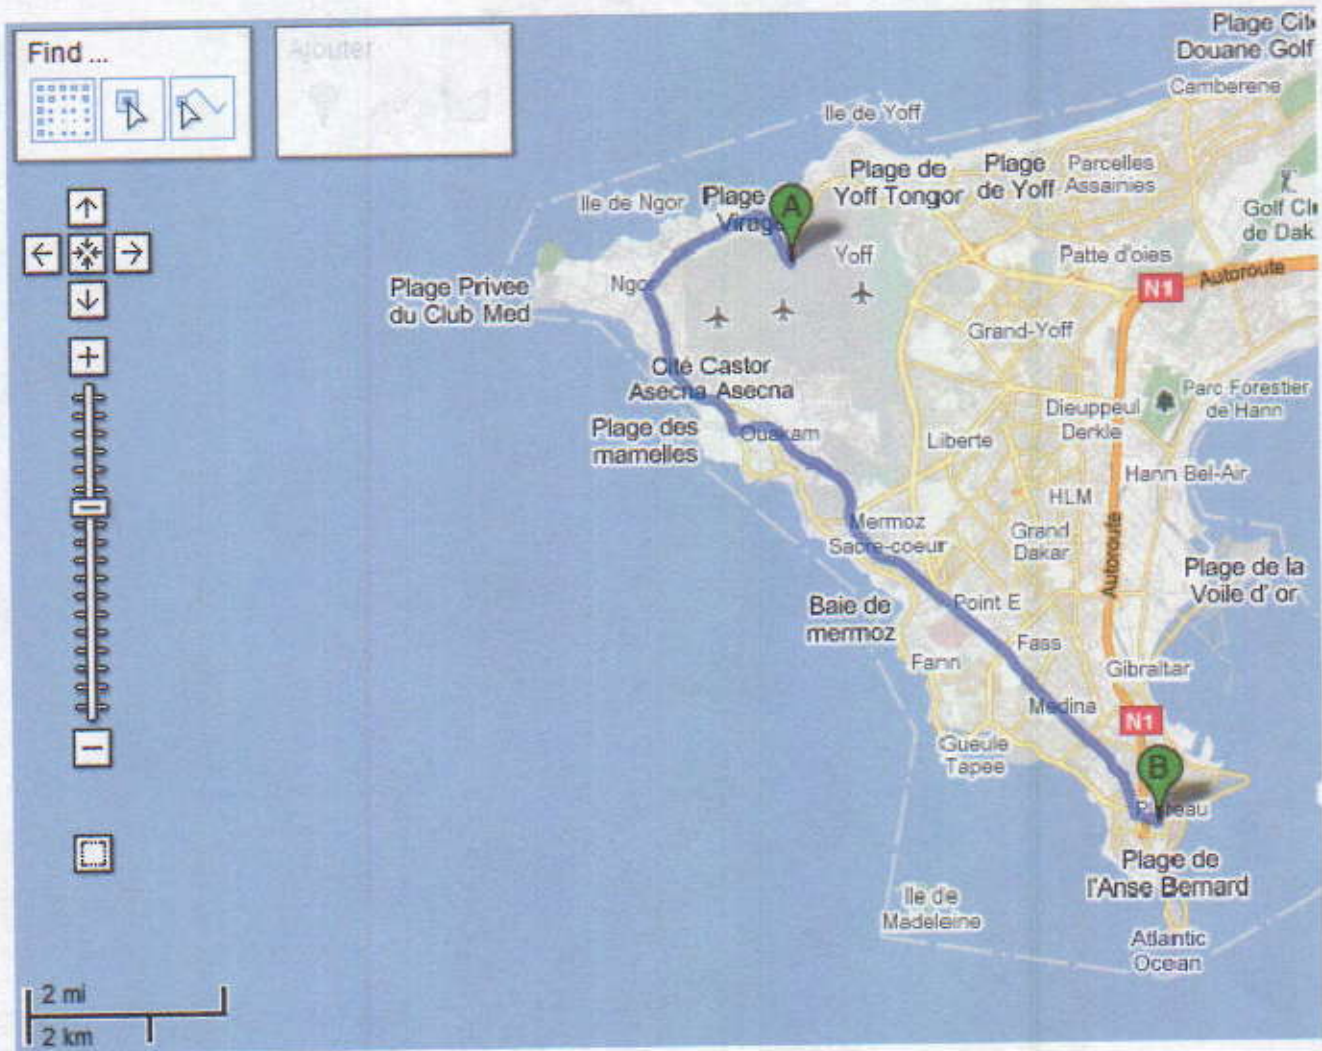 Find ...
Ajouter
Plage Cit
Douane Golf
Camberene
Ile de Yoff
Plage de
Yoff Tongor
Plage
de Yoff
Parcelles
Assainies
Ile de Ngor
Plage
Virage
A
Golf Cl
de Dak
Yoff
Patte d'oies
Autoroute
N1
Plage Privee
du Club Med
Ngor
Grand-Yoff
Cité Castor
Asecna Asecna
Parc Forestier
de Hann
Dieuppeul
Derkle
Plage des
mamelles
Ouakam
Liberte
Hann Bel-Air
HLM
Mermoz
Sacre-coeur
Grand
Dakar
Autoroute
Plage de la
Voile d' or
Baie de
mermoz
Point E
Fass
Fann
Gibraltar
Medina
N1
Gueule
Tapee
B
Plateau
Plage de
l'Anse Bernard
Ile de
Madeleine
Atlantic
Ocean
2 mi
2 km